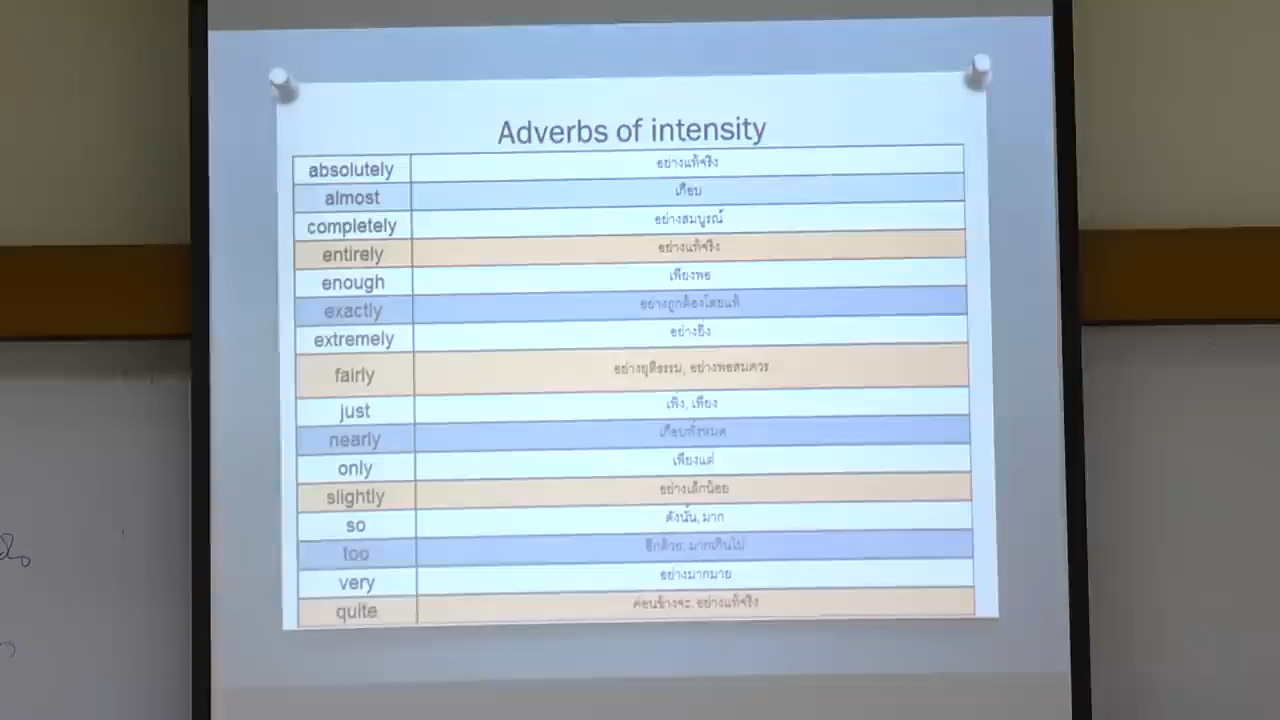 Adverbs of intensity
absolutely อย่างแท้จริง
almost เกือบ
completely อย่างสมบูรณ์
entirely อย่างแท้จริง
enough เพียงพอ
exactly อย่างถูกต้องโดยแท้
extremely อย่างยิ่ง
fairly อย่างยุติธรรม, อย่างพอสมควร
just เพิ่ง, เพียง
nearly เกือบทั้งหมด
only เพียงแต่
slightly อย่างเล็กน้อย
so ดังนั้น, มาก
too อีกด้วย, มากเกินไป
very อย่างมากมาย
quite ค่อนข้างจะ, อย่างแท้จริง